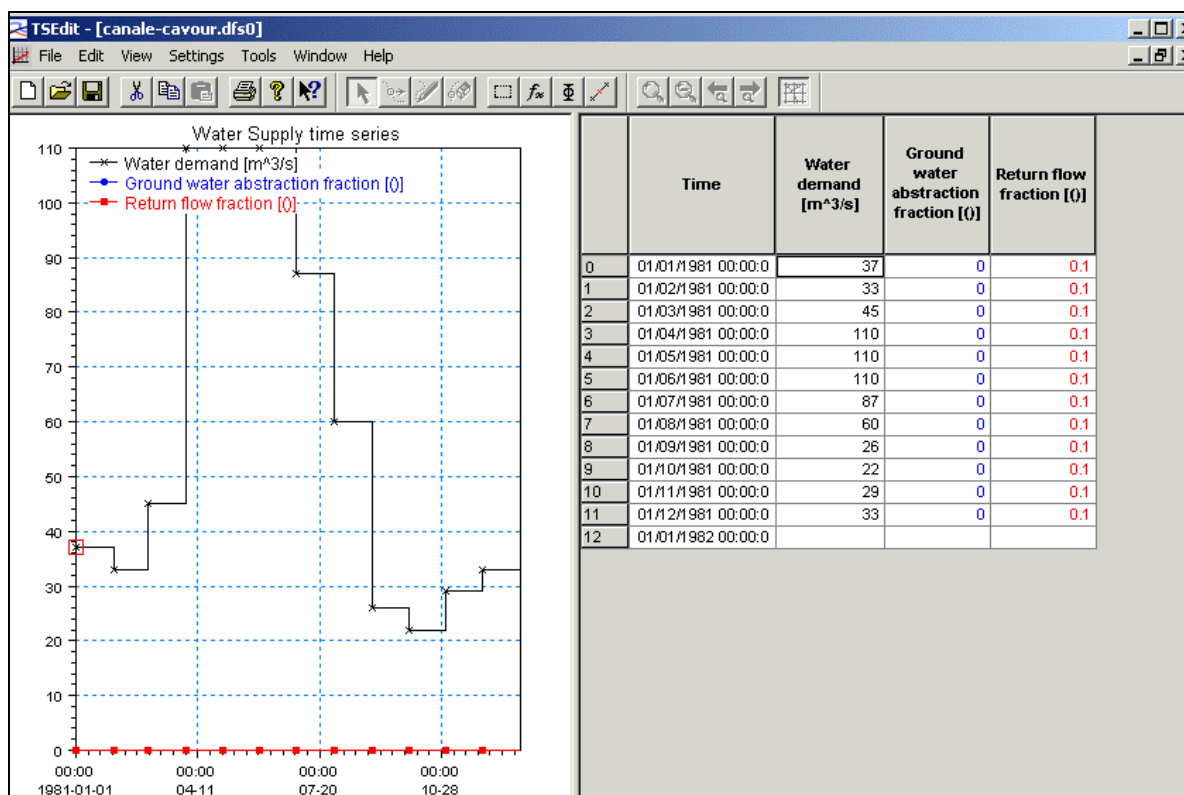 TSEdit - [canale-cavour.dfs0]
File Edit View Settings Tools Window Help
Water Supply time series
Water demand [m^3/s]
Ground water abstraction fraction [()]
Return flow fraction [()]
110
100
90
80
70
60
50
40
30
20
10
0
00:00 00:00 00:00 00:00
1981-01-01 04-11 07-20 10-28
Time Water demand [m^3/s] Ground water abstraction fraction [()] Return flow fraction [()]
0 01/01/1981 00:00:0 37 0 0.1
1 01/02/1981 00:00:0 33 0 0.1
2 01/03/1981 00:00:0 45 0 0.1
3 01/04/1981 00:00:0 110 0 0.1
4 01/05/1981 00:00:0 110 0 0.1
5 01/06/1981 00:00:0 110 0 0.1
6 01/07/1981 00:00:0 87 0 0.1
7 01/08/1981 00:00:0 60 0 0.1
8 01/09/1981 00:00:0 26 0 0.1
9 01/10/1981 00:00:0 22 0 0.1
10 01/11/1981 00:00:0 29 0 0.1
11 01/12/1981 00:00:0 33 0 0.1
12 01/01/1982 00:00:0